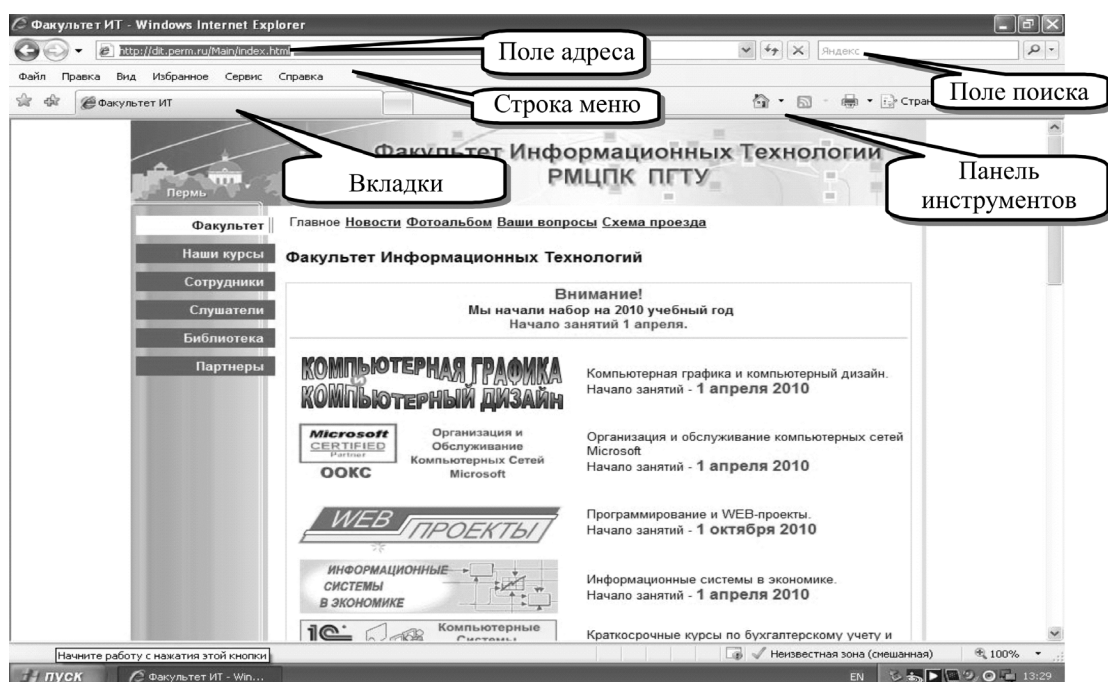 Факультет ИТ - Windows Internet Explorer
http://dit.perm.ru/Main/index.html
Поле адреса
Яндекс
Файл Правка Вид Избранное Сервис Справка
Поле поиска
Факультет ИТ
Строка меню
Вкладки
Панель
инструментов
Факультет Информационных Технологии
РМЦПК ПГТУ
Пермь
Факультет
Наши курсы
Сотрудники
Слушатели
Библиотека
Партнеры
Главное Новости Фотоальбом Ваши вопросы Схема проезда
Факультет Информационных Технологий
Внимание!
Мы начали набор на 2010 учебный год
Начало занятий 1 апреля.
КОМПЬЮТЕРНАЯ ГРАФИКА
и
КОМПЬЮТЕРНЫЙ ДИЗАЙН
Компьютерная графика и компьютерный дизайн.
Начало занятий - 1 апреля 2010
Microsoft
CERTIFIED
Partner
ООКС
Организация и
Обслуживание
Компьютерных Сетей
Microsoft
Организация и обслуживание компьютерных сетей
Microsoft
Начало занятий - 1 апреля 2010
WEB
ПРОЕКТЫ
Программирование и WEB-проекты.
Начало занятий - 1 октября 2010
ИНФОРМАЦИОННЫЕ
СИСТЕМЫ
В ЭКОНОМИКЕ
Информационные системы в экономике.
Начало занятий - 1 апреля 2010
1С
Компьютерные
Системы
Краткосрочные курсы по бухгалтерскому учету и
Начните работу с нажатия этой кнопки
Неизвестная зона (смешанная)
100%
пуск
Факультет ИТ - Win...
EN
13:29